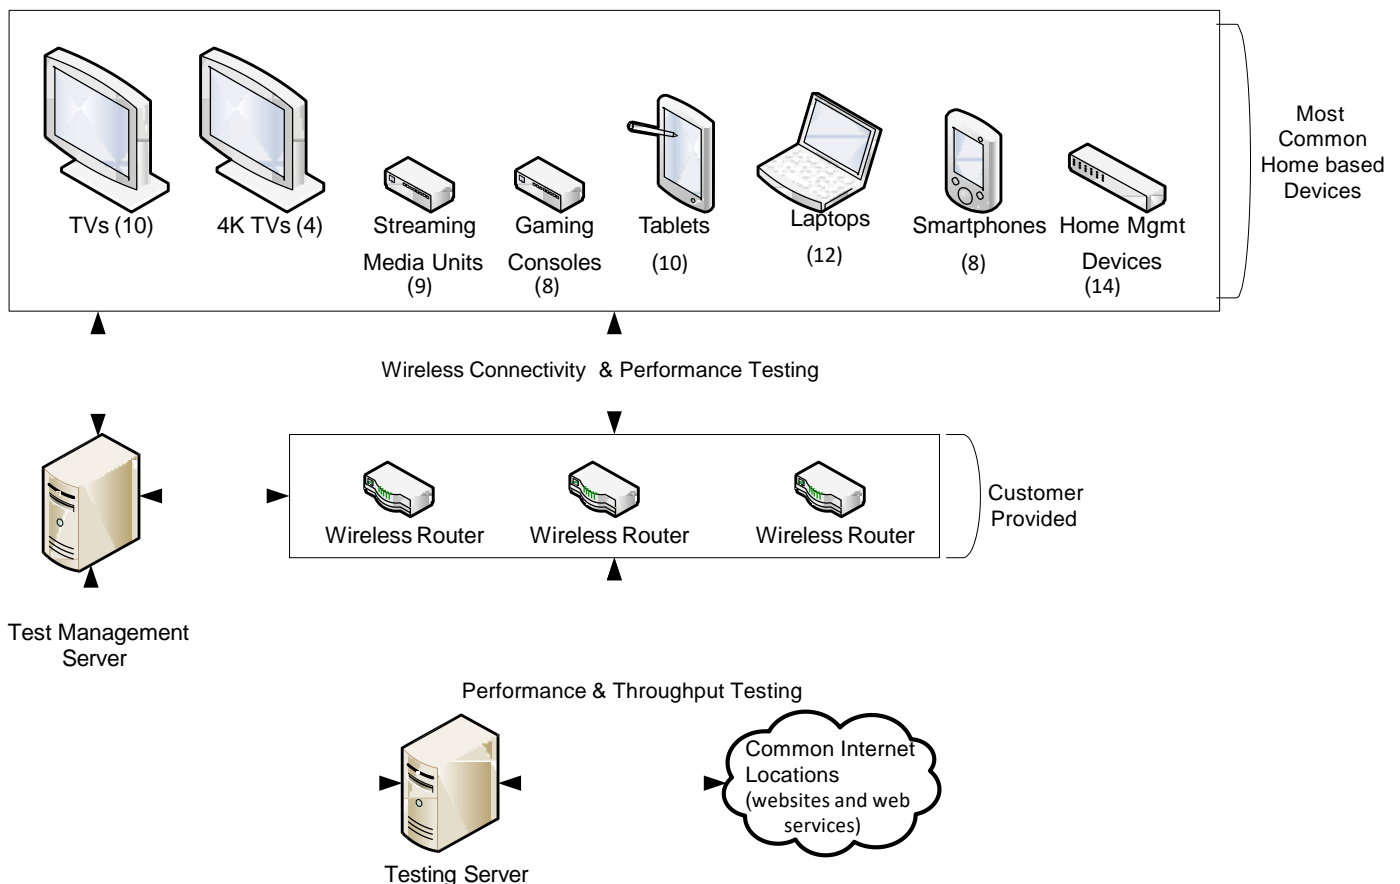 TVs (10)
4K TVs (4)
Streaming
Media Units
(9)
Gaming
Consoles
(8)
Tablets
(10)
Laptops
(12)
Smartphones
(8)
Home Mgmt
Devices
(14)
Most
Common
Home based
Devices
Wireless Connectivity & Performance Testing
Wireless Router
Wireless Router
Wireless Router
Customer
Provided
Test Management
Server
Performance & Throughput Testing
Common Internet
Locations
(websites and web
services)
Testing Server